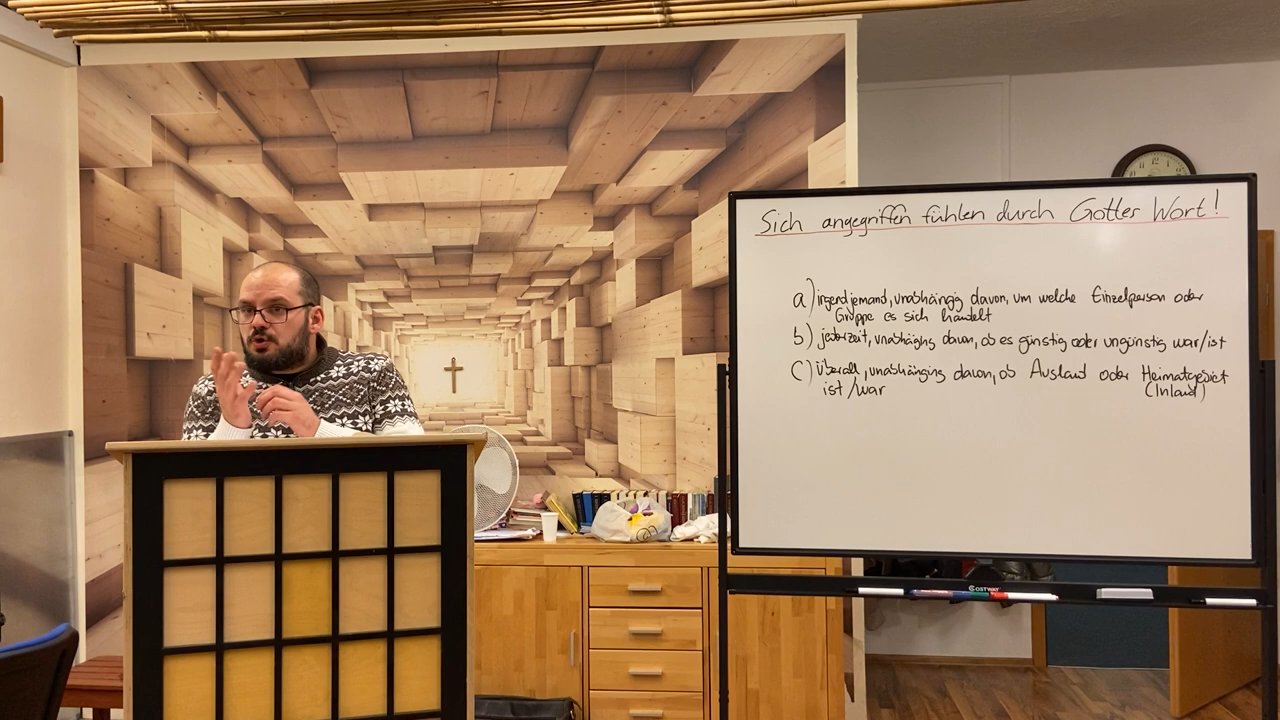 Sich angegriffen fühlen durch Gottes Wort!
a) irgendjemand, unabhängig davon, um welche Einzelperson oder
Gruppe es sich handelt
b) jederzeit, unabhängig davon, ob es günstig oder ungünstig war/ist
c) Überall, unabhängig davon, ob Ausland oder Heimatgebiet
ist/war (Inland)
COSTWAY